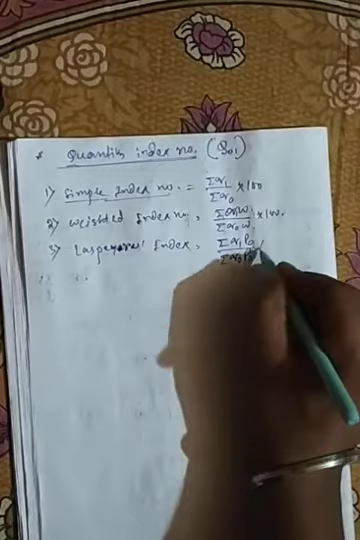 * Quantity index no. (Q01)
1) Simple Index no. = Σq1/Σq0 × 100
2) Weighted Index no. = Σq1w/Σq0w × 100.
3) Laspeyres' Index = Σq1P0/Σq0P0